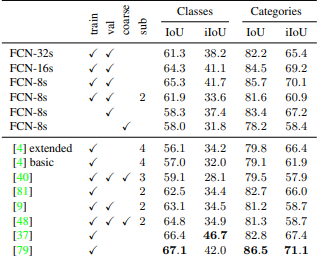 train val coarse sub Classes Categories
IoU iIoU IoU iIoU
FCN-32s ✓ ✓ 61.3 38.2 82.2 65.4
FCN-16s ✓ ✓ 64.3 41.1 84.5 69.2
FCN-8s ✓ ✓ 65.3 41.7 85.7 70.1
FCN-8s ✓ ✓ 2 61.9 33.6 81.6 60.9
FCN-8s ✓ 58.3 37.4 83.4 67.2
FCN-8s ✓ 58.0 31.8 78.2 58.4
[4] extended ✓ 4 56.1 34.2 79.8 66.4
[4] basic ✓ 4 57.0 32.0 79.1 61.9
[40] ✓ ✓ ✓ 3 59.1 28.1 79.5 57.9
[81] ✓ 2 62.5 34.4 82.7 66.0
[9] ✓ ✓ 2 63.1 34.5 81.2 58.7
[48] ✓ ✓ ✓ 2 64.8 34.9 81.3 58.7
[37] ✓ 66.4 46.7 82.8 67.4
[79] ✓ 67.1 42.0 86.5 71.1